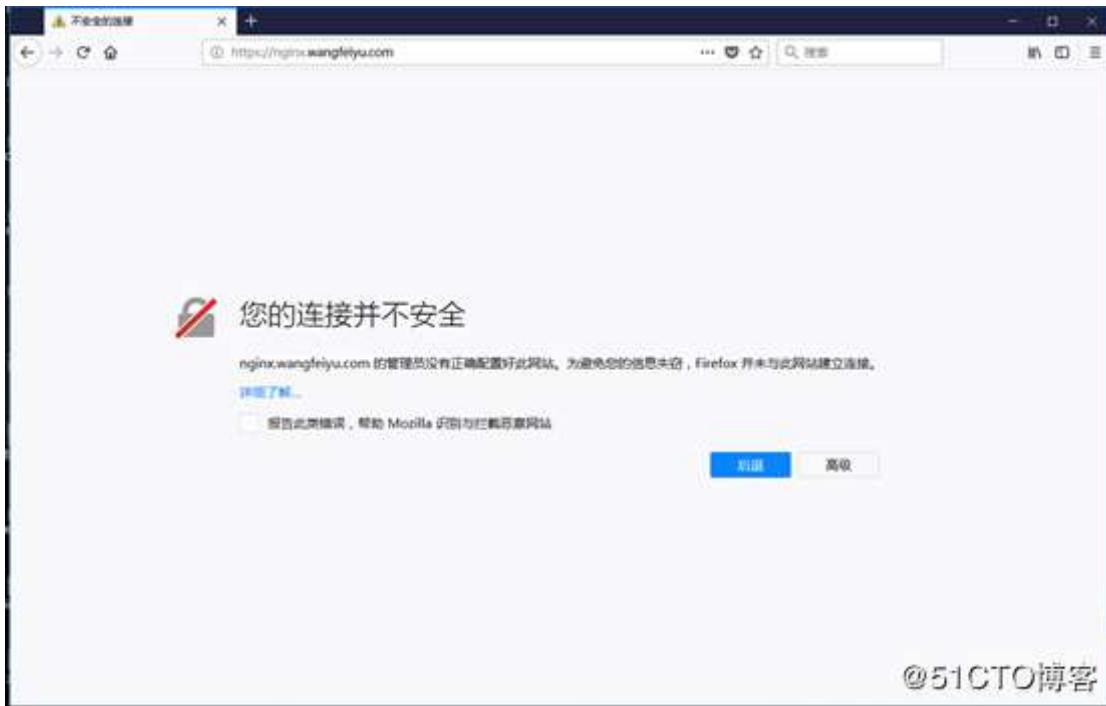 不安全的连接
https://nginx.wangfeiyu.com
搜索
您的连接并不安全
nginx.wangfeiyu.com 的管理员没有正确配置好此网站。为避免您的信息失窃，Firefox 并未与此网站建立连接。
详细了解...
报告此类错误，帮助 Mozilla 识别与拦截恶意网站
后退
高级
@51CTO博客